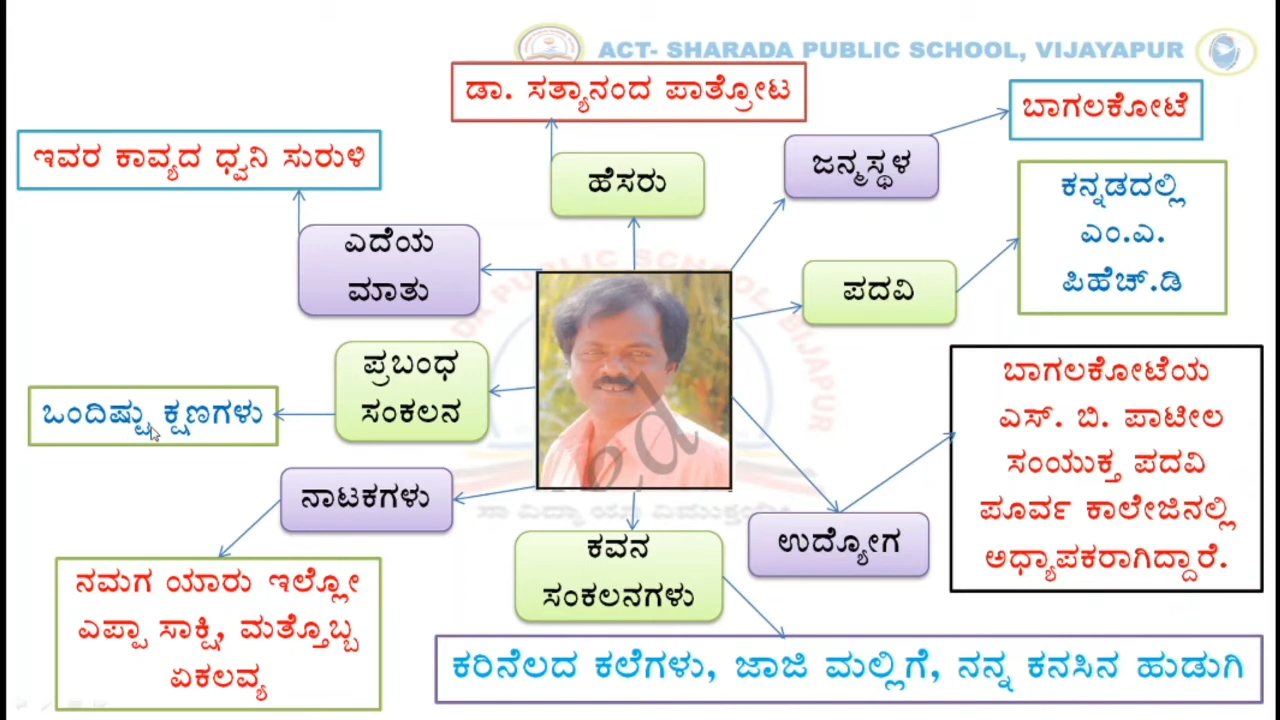 ACT- SHARADA PUBLIC SCHOOL, VIJAYAPUR
ಡಾ. ಸತ್ಯಾನಂದ ಪಾತ್ರೋಟ
ಹೆಸರು
ಜನ್ಮಸ್ಥಳ
ಬಾಗಲಕೋಟೆ
ಪದವಿ
ಕನ್ನಡದಲ್ಲಿ
ಎಂ.ಎ.
ಪಿಹೆಚ್.ಡಿ
ಉದ್ಯೋಗ
ಬಾಗಲಕೋಟೆಯ
ಎಸ್. ಬಿ. ಪಾಟೀಲ
ಸಂಯುಕ್ತ ಪದವಿ
ಪೂರ್ವ ಕಾಲೇಜಿನಲ್ಲಿ
ಅಧ್ಯಾಪಕರಾಗಿದ್ದಾರೆ.
ಕವನ
ಸಂಕಲನಗಳು
ಕರಿನೆಲದ ಕಲೆಗಳು, ಜಾಜಿ ಮಲ್ಲಿಗೆ, ನನ್ನ ಕನಸಿನ ಹುಡುಗಿ
ನಾಟಕಗಳು
ನಮಗ ಯಾರು ಇಲ್ಲೋ
ಎಪ್ಪಾ ಸಾಕ್ಷಿ, ಮತ್ತೊಬ್ಬ
ಏಕಲವ್ಯ
ಪ್ರಬಂಧ
ಸಂಕಲನ
ಒಂದಿಷ್ಟು ಕ್ಷಣಗಳು
ಎದೆಯ
ಮಾತು
ಇವರ ಕಾವ್ಯದ ಧ್ವನಿ ಸುರುಳಿ